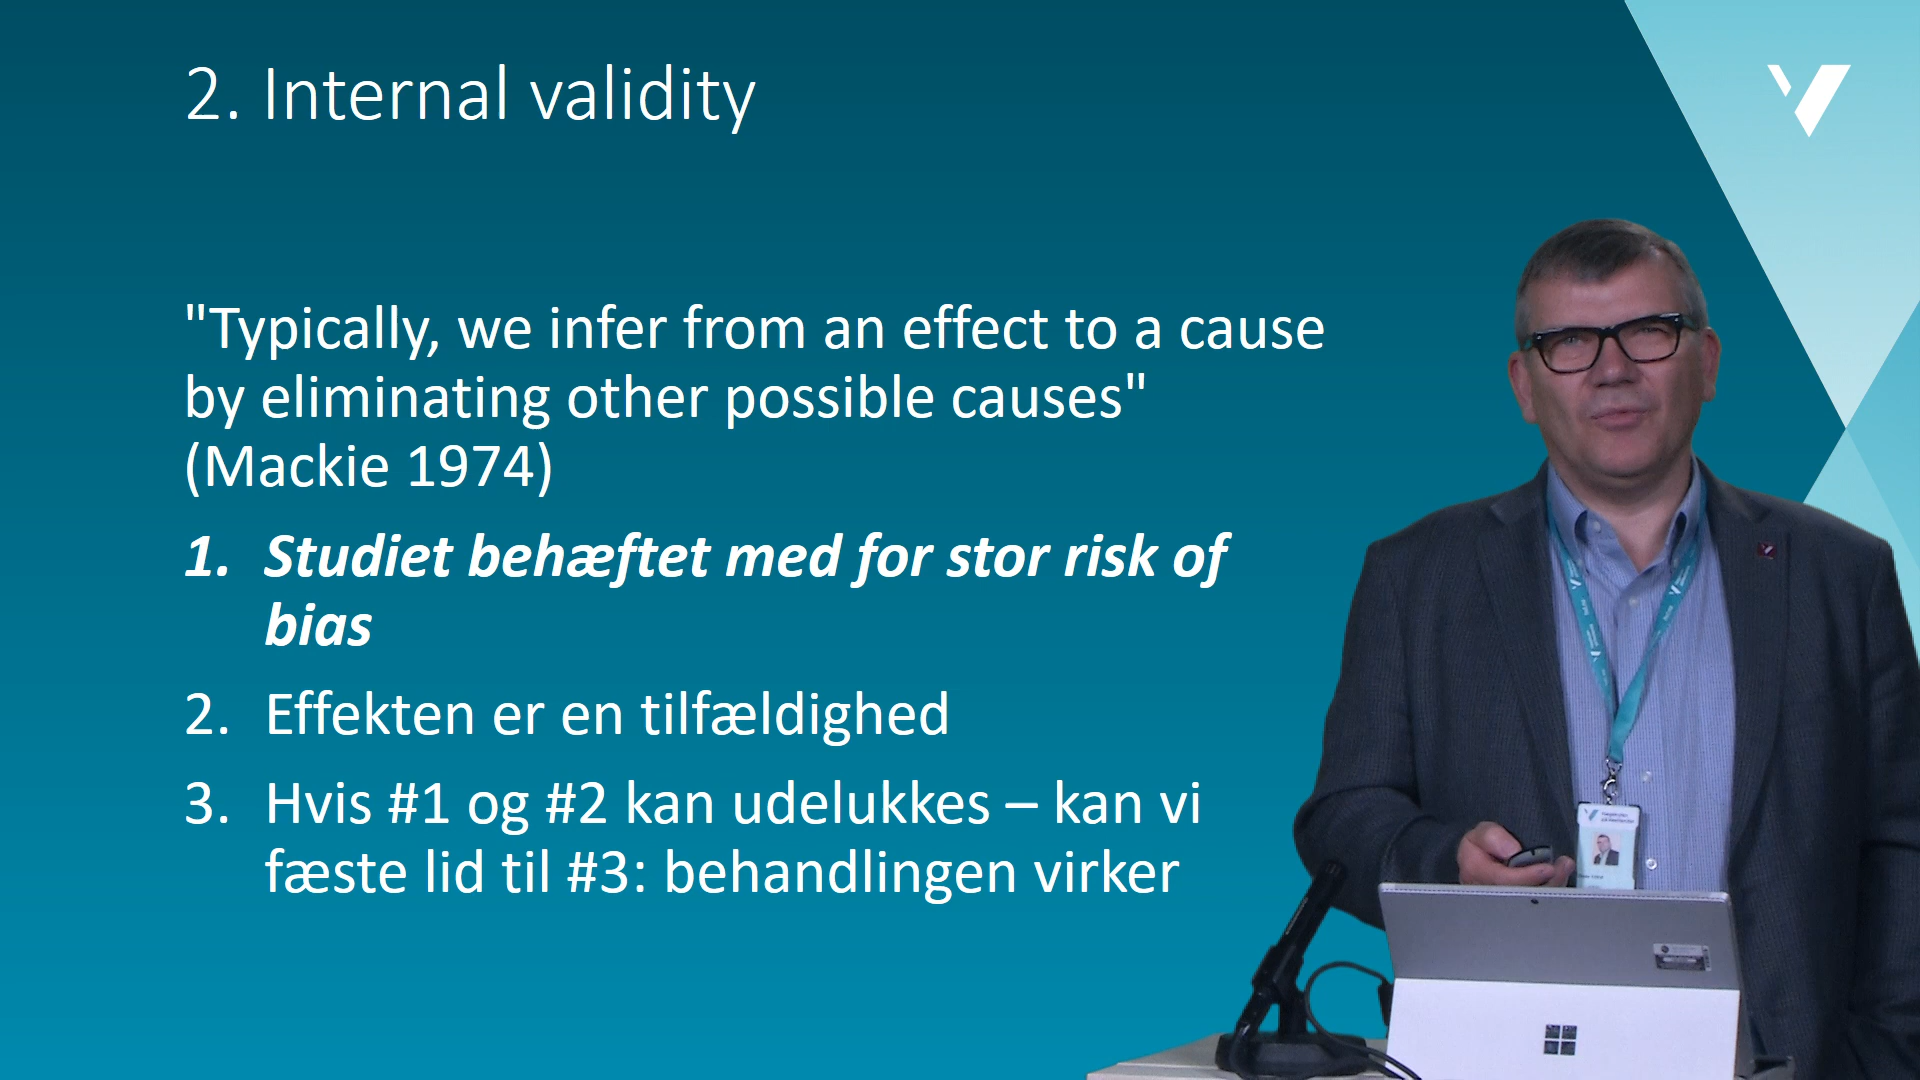 2. Internal validity
"Typically, we infer from an effect to a cause
by eliminating other possible causes"
(Mackie 1974)
1. Studiet behæftet med for stor risk of
bias
2. Effekten er en tilfældighed
3. Hvis #1 og #2 kan udelukkes – kan vi
fæste lid til #3: behandlingen virker